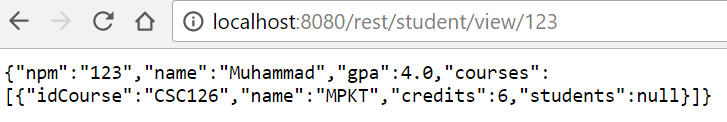 localhost:8080/rest/student/view/123
{"npm":"123","name":"Muhammad","gpa":4.0,"courses":
[{"idCourse":"CSC126","name":"MPKT","credits":6,"students":null}]}